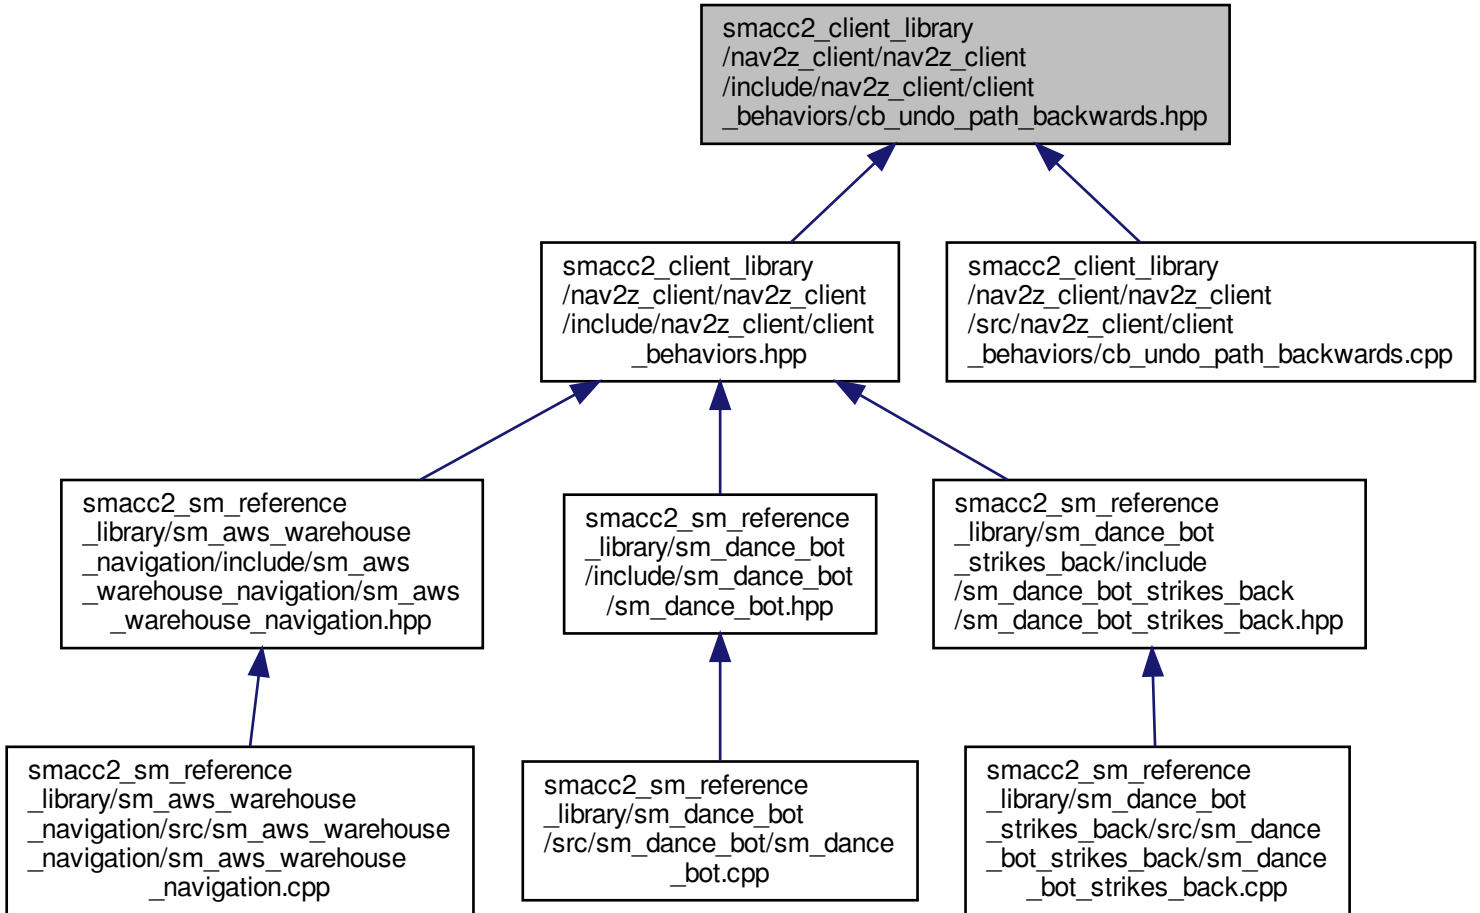 smacc2_client_library
/nav2z_client/nav2z_client
/include/nav2z_client/client
_behaviors/cb_undo_path_backwards.hpp
smacc2_client_library
/nav2z_client/nav2z_client
/include/nav2z_client/client
_behaviors.hpp
smacc2_client_library
/nav2z_client/nav2z_client
/src/nav2z_client/client
_behaviors/cb_undo_path_backwards.cpp
smacc2_sm_reference
_library/sm_aws_warehouse
_navigation/include/sm_aws
_warehouse_navigation/sm_aws
_warehouse_navigation.hpp
smacc2_sm_reference
_library/sm_dance_bot
/include/sm_dance_bot
/sm_dance_bot.hpp
smacc2_sm_reference
_library/sm_dance_bot
_strikes_back/include
/sm_dance_bot_strikes_back
/sm_dance_bot_strikes_back.hpp
smacc2_sm_reference
_library/sm_aws_warehouse
_navigation/src/sm_aws_warehouse
_navigation/sm_aws_warehouse
_navigation.cpp
smacc2_sm_reference
_library/sm_dance_bot
/src/sm_dance_bot/sm_dance
_bot.cpp
smacc2_sm_reference
_library/sm_dance_bot
_strikes_back/src/sm_dance
_bot_strikes_back/sm_dance
_bot_strikes_back.cpp